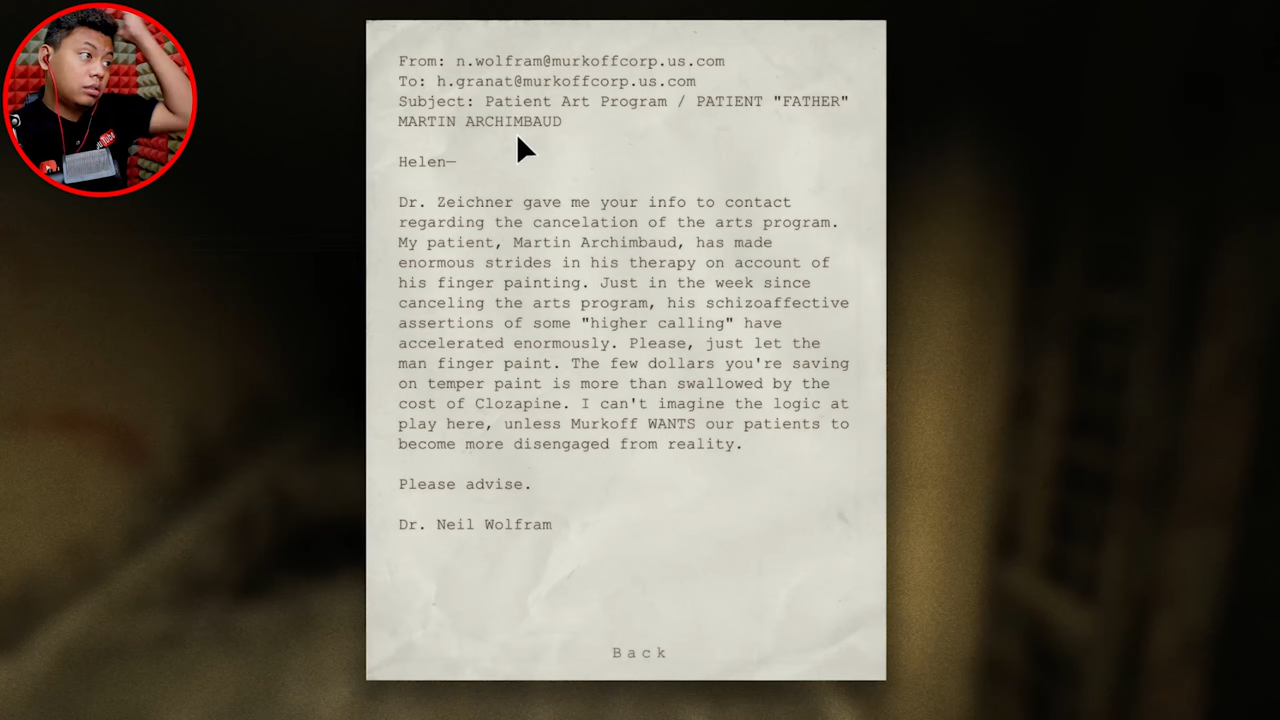 From: n.wolfram@murkoffcorp.us.com
To: h.granat@murkoffcorp.us.com
Subject: Patient Art Program / PATIENT "FATHER"
MARTIN ARCHIMBAUD
Helen—
Dr. Zeichner gave me your info to contact
regarding the cancelation of the arts program.
My patient, Martin Archimbaud, has made
enormous strides in his therapy on account of
his finger painting. Just in the week since
canceling the arts program, his schizoaffective
assertions of some "higher calling" have
accelerated enormously. Please, just let the
man finger paint. The few dollars you're saving
on temper paint is more than swallowed by the
cost of Clozapine. I can't imagine the logic at
play here, unless Murkoff WANTS our patients to
become more disengaged from reality.
Please advise.
Dr. Neil Wolfram
Back